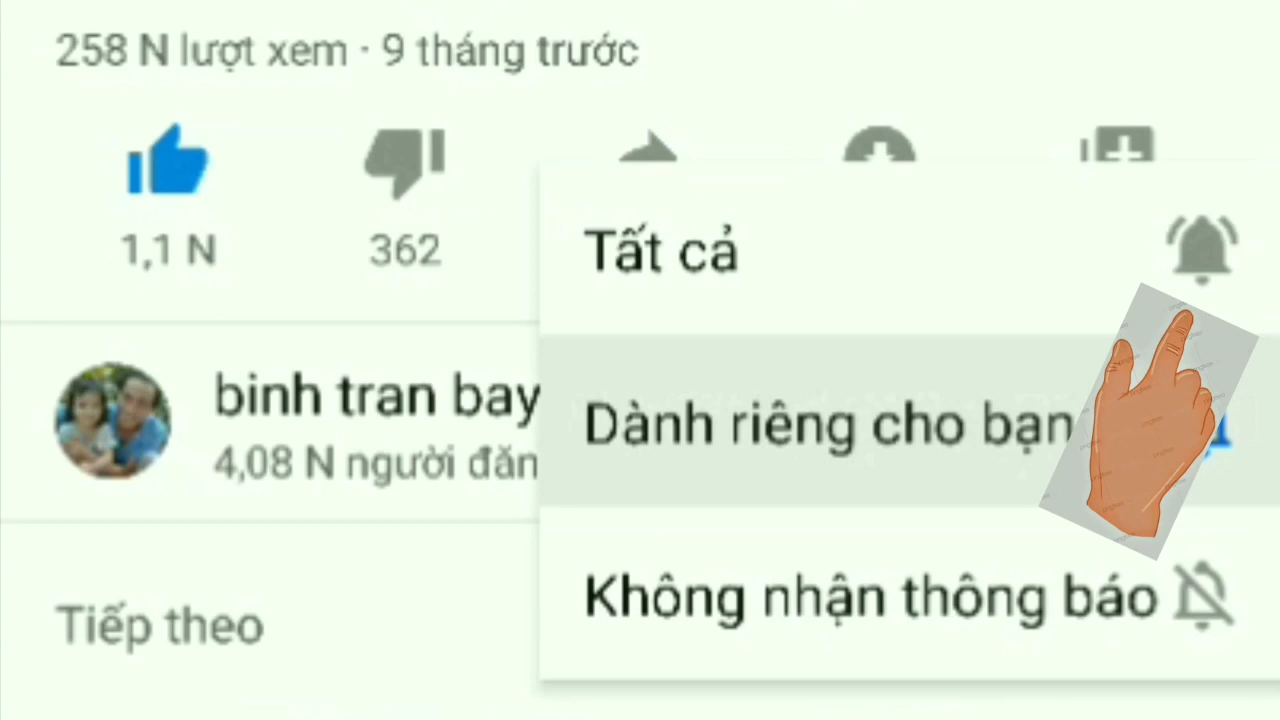 258 N lượt xem · 9 tháng trước
1,1 N
362
Tất cả
binh tran bay
4,08 N người đăn
Dành riêng cho bạn
Không nhận thông báo
Tiếp theo